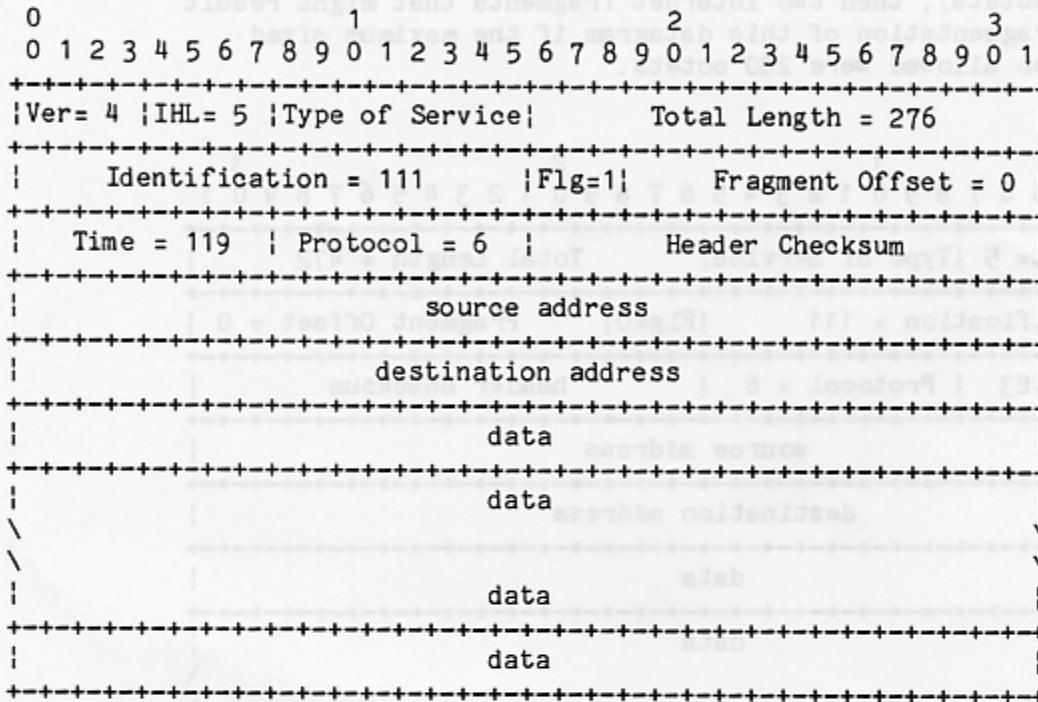 0                   1                   2                   3
0 1 2 3 4 5 6 7 8 9 0 1 2 3 4 5 6 7 8 9 0 1 2 3 4 5 6 7 8 9 0 1
+-+-+-+-+-+-+-+-+-+-+-+-+-+-+-+-+-+-+-+-+-+-+-+-+-+-+-+-+-+-+-+-
|Ver= 4 |IHL= 5 |Type of Service|       Total Length = 276
+-+-+-+-+-+-+-+-+-+-+-+-+-+-+-+-+-+-+-+-+-+-+-+-+-+-+-+-+-+-+-+-
|     Identification = 111      |Flg=1|     Fragment Offset = 0
+-+-+-+-+-+-+-+-+-+-+-+-+-+-+-+-+-+-+-+-+-+-+-+-+-+-+-+-+-+-+-+-
|   Time = 119  | Protocol = 6  |        Header Checksum
+-+-+-+-+-+-+-+-+-+-+-+-+-+-+-+-+-+-+-+-+-+-+-+-+-+-+-+-+-+-+-+-
|                         source address
+-+-+-+-+-+-+-+-+-+-+-+-+-+-+-+-+-+-+-+-+-+-+-+-+-+-+-+-+-+-+-+-
|                      destination address
+-+-+-+-+-+-+-+-+-+-+-+-+-+-+-+-+-+-+-+-+-+-+-+-+-+-+-+-+-+-+-+-
|                             data
+-+-+-+-+-+-+-+-+-+-+-+-+-+-+-+-+-+-+-+-+-+-+-+-+-+-+-+-+-+-+-+-
|                             data
\                                                               \
\                                                               \
|                             data                              |
+-+-+-+-+-+-+-+-+-+-+-+-+-+-+-+-+-+-+-+-+-+-+-+-+-+-+-+-+-+-+-+-
|                             data                              |
+-+-+-+-+-+-+-+-+-+-+-+-+-+-+-+-+-+-+-+-+-+-+-+-+-+-+-+-+-+-+-+-